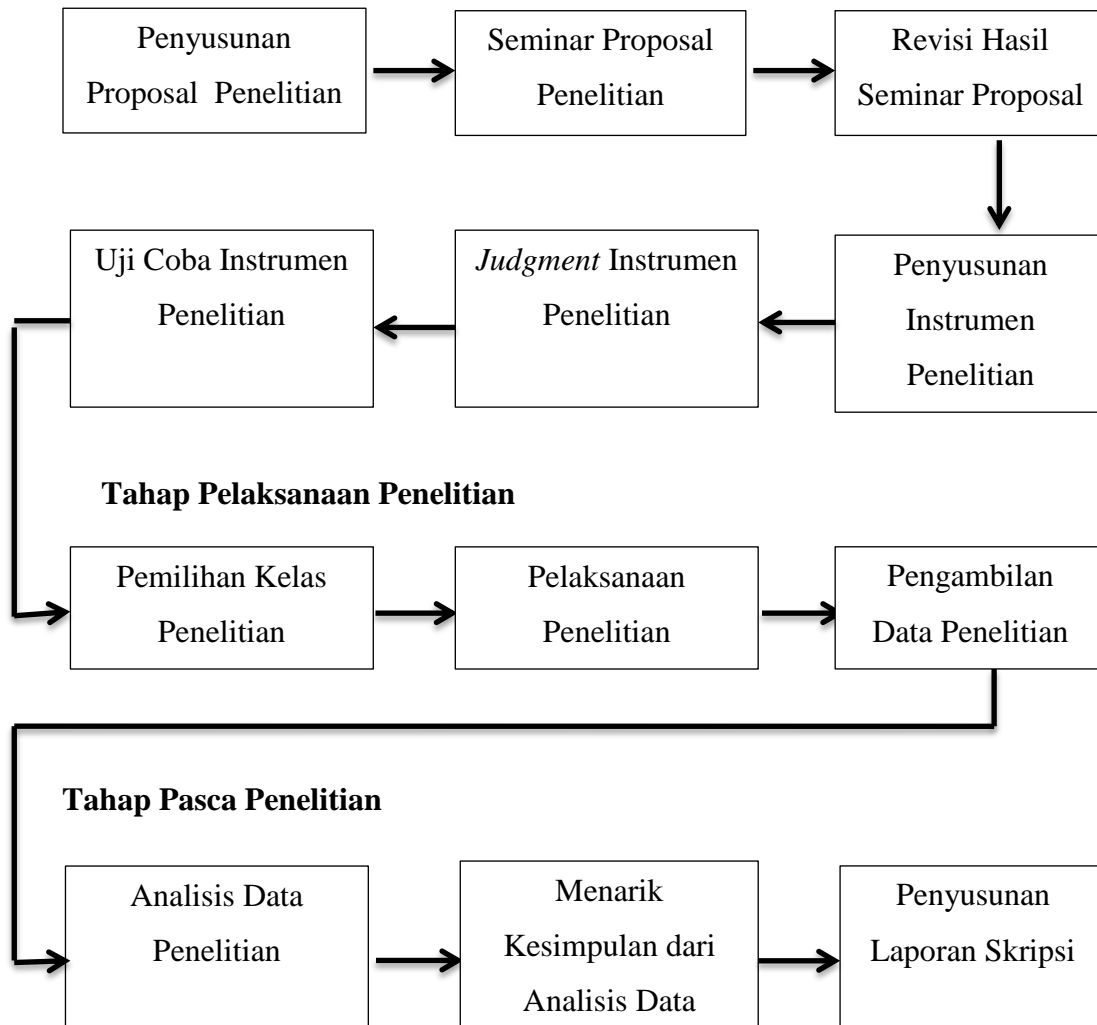 Penyusunan
Proposal Penelitian
Seminar Proposal
Penelitian
Revisi Hasil
Seminar Proposal
Penyusunan
Instrumen
Penelitian
Judgment Instrumen
Penelitian
Uji Coba Instrumen
Penelitian
Tahap Pelaksanaan Penelitian
Pemilihan Kelas
Penelitian
Pelaksanaan
Penelitian
Pengambilan
Data Penelitian
Tahap Pasca Penelitian
Analisis Data
Penelitian
Menarik
Kesimpulan dari
Analisis Data
Penyusunan
Laporan Skripsi